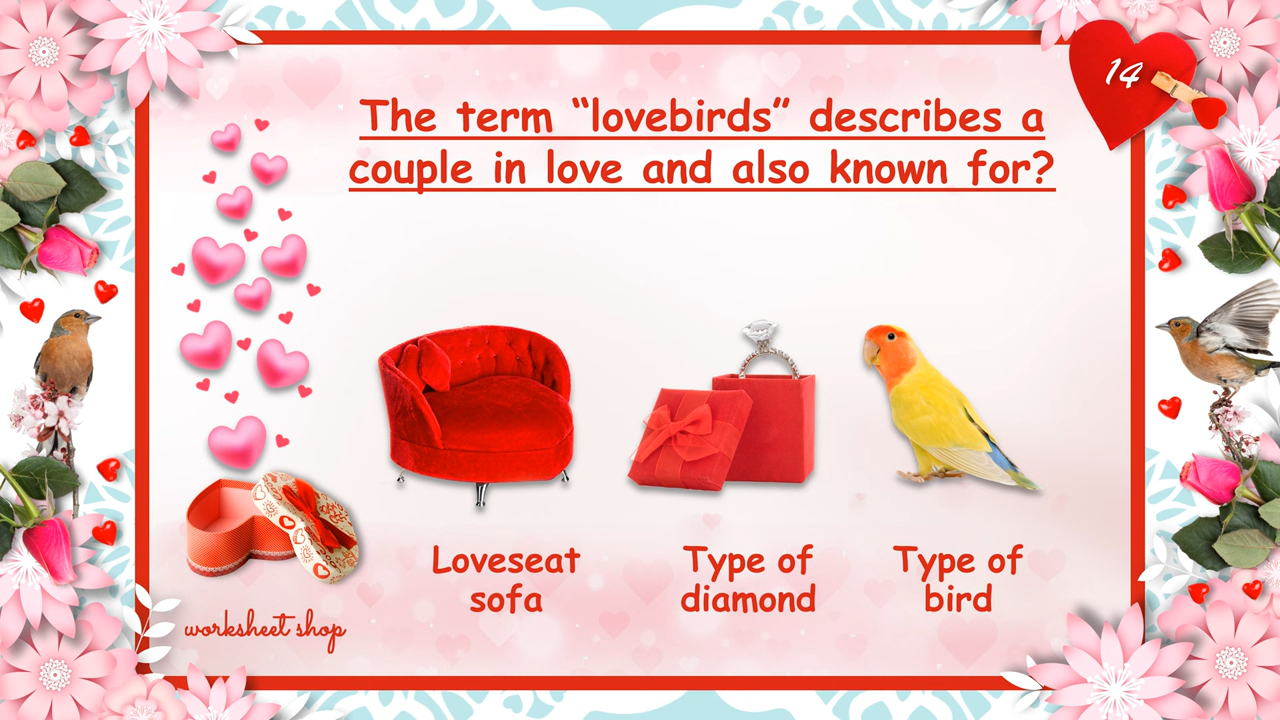 14
The term “lovebirds” describes a
couple in love and also known for?
Loveseat
sofa
Type of
diamond
Type of
bird
worksheet shop